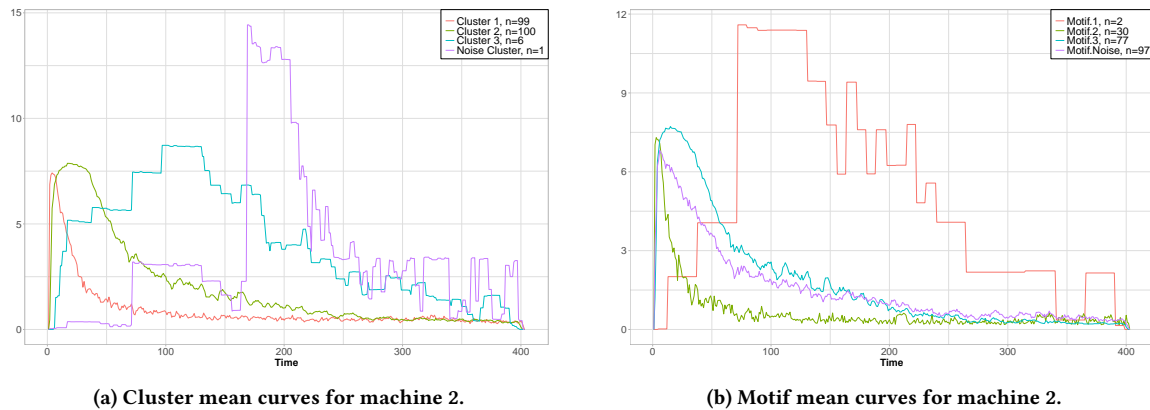 15
10
5
0
0
100
200
300
400
Time
Cluster 1, n=99
Cluster 2, n=100
Cluster 3, n=6
Noise Cluster, n=1
(a) Cluster mean curves for machine 2.
12
9
6
3
0
0
100
200
300
400
Time
Motif.1, n=2
Motif.2, n=30
Motif.3, n=77
Motif.Noise, n=97
(b) Motif mean curves for machine 2.